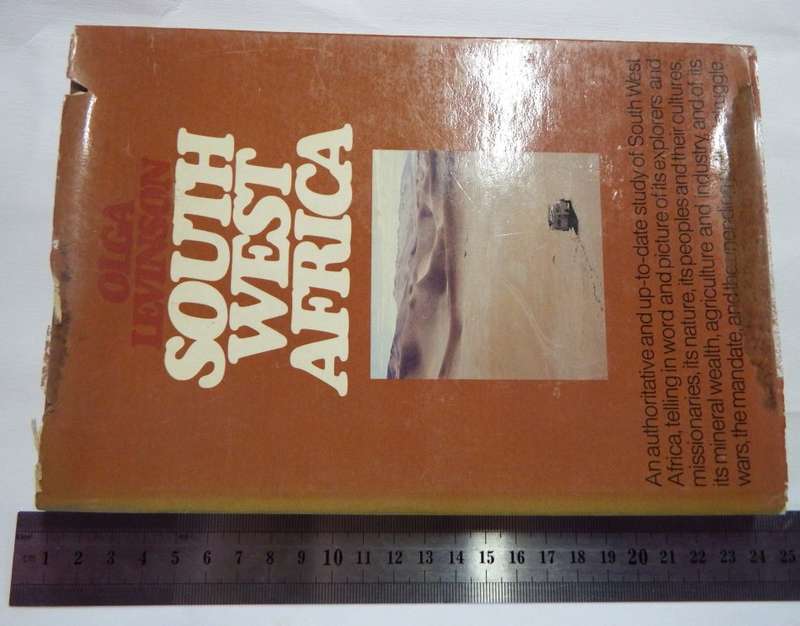 OLGA
LEVINSON
SOUTH
WEST
AFRICA
An authoritative and up-to-date study of South West
Africa, telling in word and picture of its explorers and
missionaries, its nature, its peoples and their cultures,
its mineral wealth, agriculture and industry, and of its
wars, the mandate, and the unending struggle.
cm 1 2 3 4 5 6 7 8 9 10 11 12 13 14 15 16 17 18 19 20 21 22 23 24 25